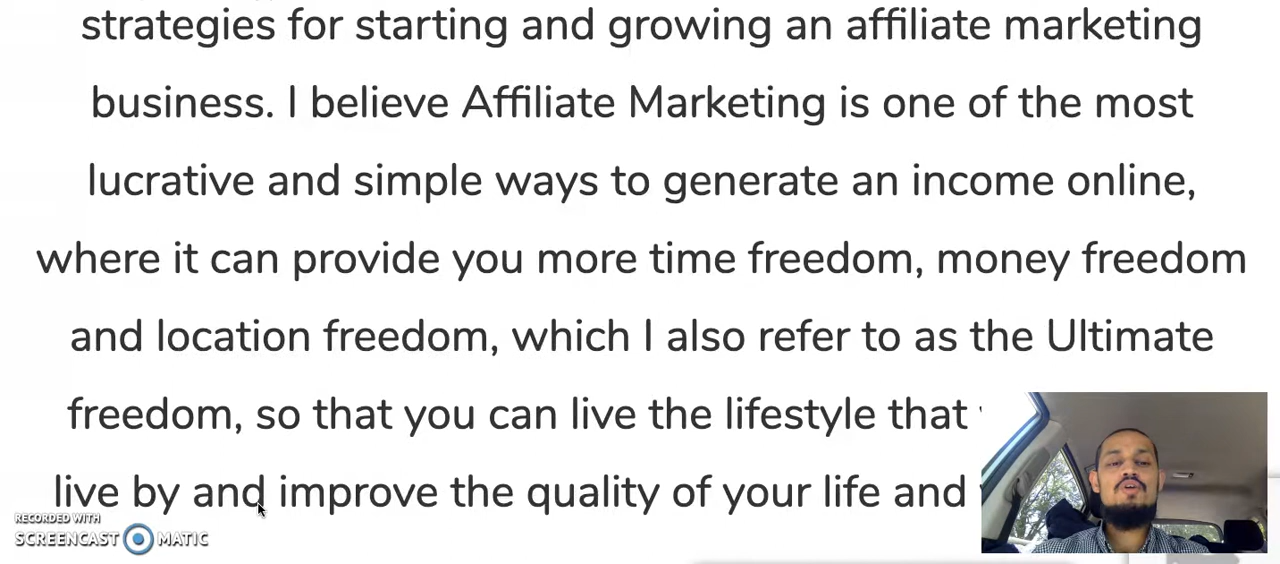 strategies for starting and growing an affiliate marketing
business. I believe Affiliate Marketing is one of the most
lucrative and simple ways to generate an income online,
where it can provide you more time freedom, money freedom
and location freedom, which I also refer to as the Ultimate
freedom, so that you can live the lifestyle that
live by and improve the quality of your life and
RECORDED WITH
SCREENCAST MATIC